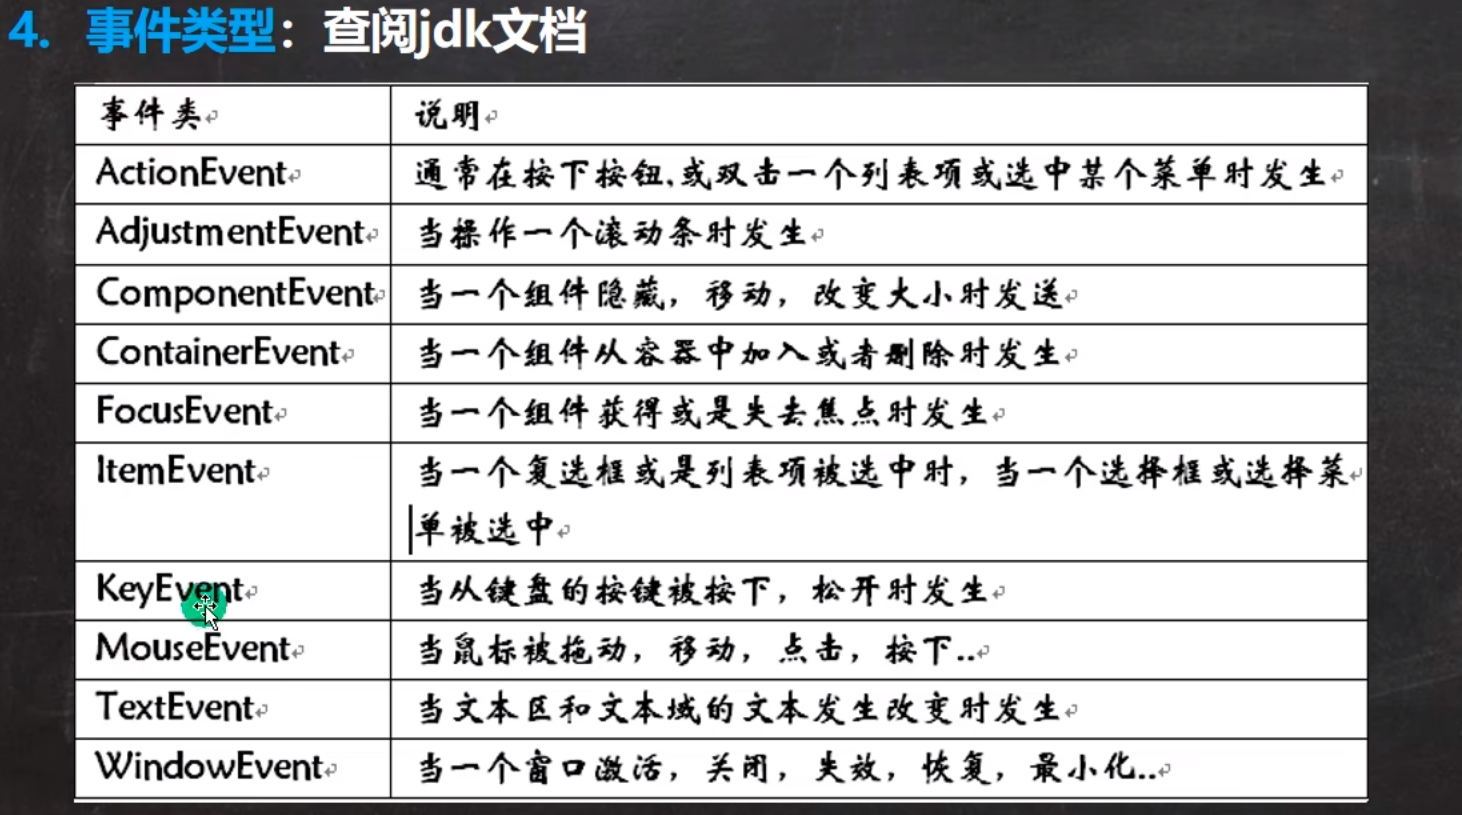 4. 事件类型：查阅jdk文档
事件类 说明
ActionEvent 通常在按下按钮,或双击一个列表项或选中某个菜单时发生
AdjustmentEvent 当操作一个滚动条时发生
ComponentEvent 当一个组件隐藏，移动，改变大小时发送
ContainerEvent 当一个组件从容器中加入或者删除时发生
FocusEvent 当一个组件获得或是失去焦点时发生
ItemEvent 当一个复选框或是列表项被选中时，当一个选择框或选择菜
单被选中
KeyEvent 当从键盘的按键被按下，松开时发生
MouseEvent 当鼠标被拖动，移动，点击，按下..
TextEvent 当文本区和文本域的文本发生改变时发生
WindowEvent 当一个窗口激活，关闭，失效，恢复，最小化..